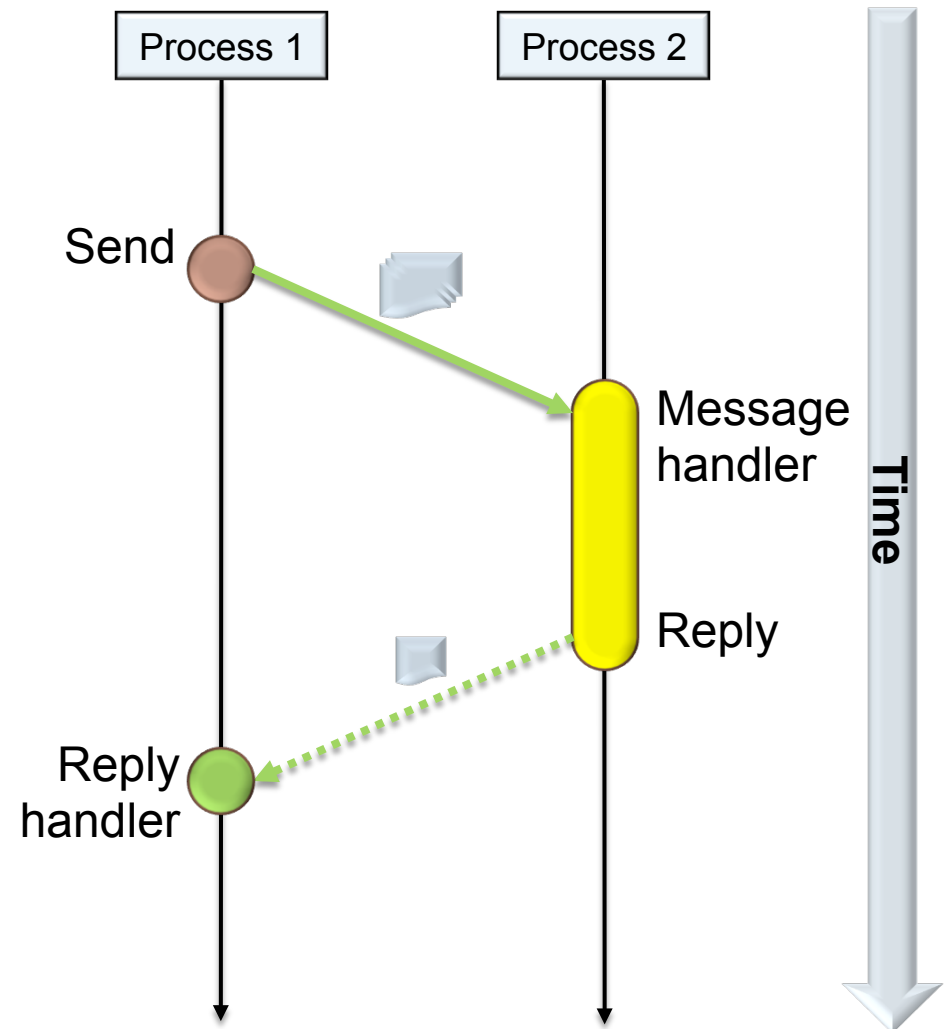 Process 1
Process 2
Send
Message
handler
Time
Reply
Reply
handler